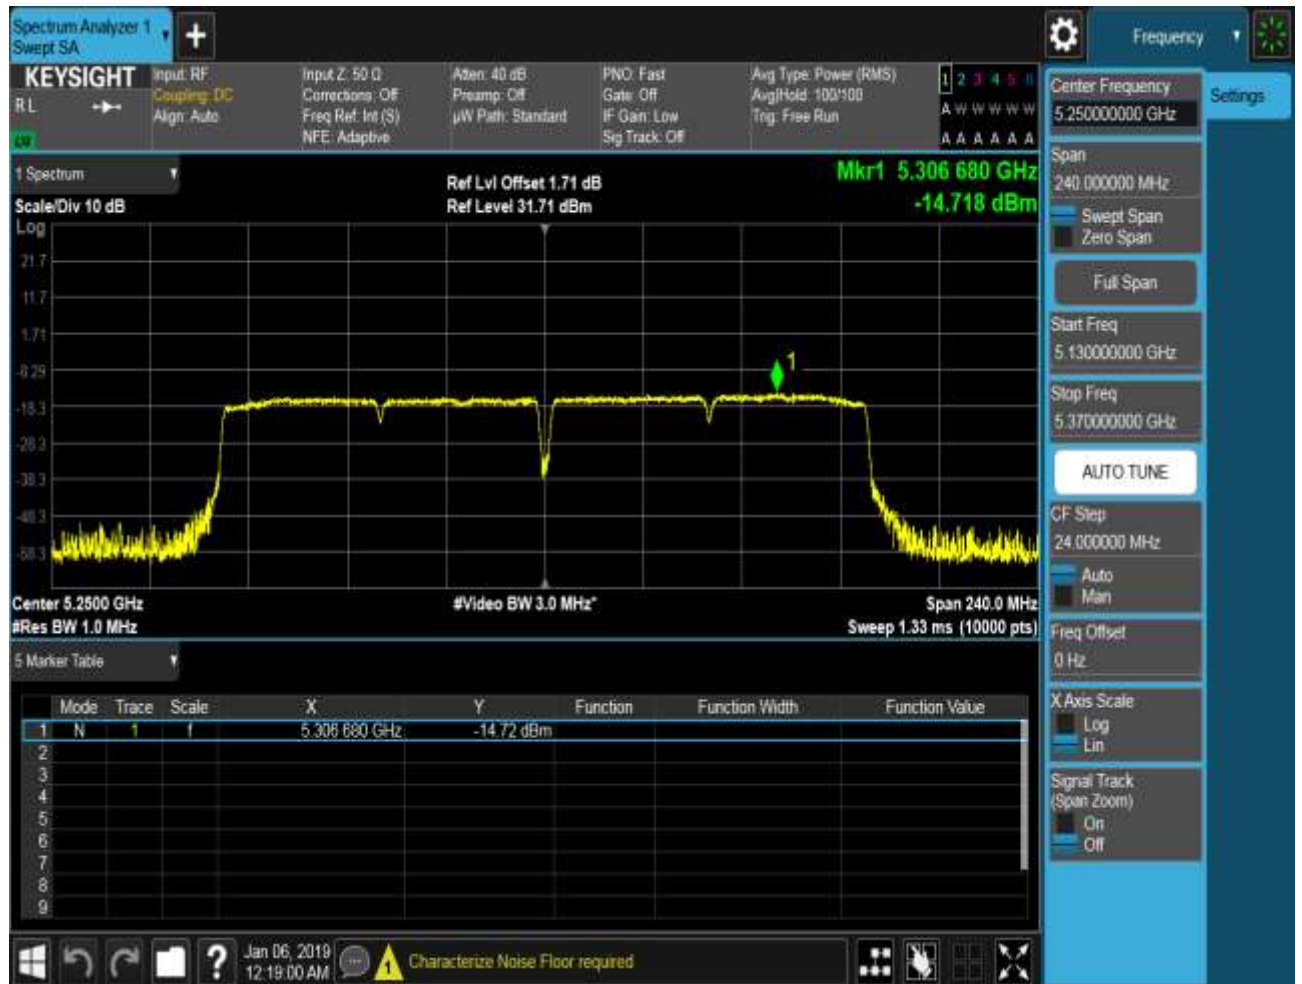 Spectrum Analyzer 1
Swept SA
+
Frequency
KEYSIGHT
RL
Input: RF
Coupling: DC
Align: Auto
Input Z: 50 Ω
Corrections: Off
Freq Ref: Int (S)
NFE: Adaptive
Atten: 40 dB
Preamp: Off
µW Path: Standard
PNO: Fast
Gate: Off
IF Gain: Low
Sig Track: Off
Avg Type: Power (RMS)
Avg|Hold: 100/100
Trig: Free Run
1 2 3 4 5 6
A W W W W W
A A A A A A
1 Spectrum
Scale/Div 10 dB
Ref Lvl Offset 1.71 dB
Ref Level 31.71 dBm
Mkr1 5.306 680 GHz
-14.718 dBm
Log
21.7
11.7
1.71
-8.29
-18.3
-28.3
-38.3
-48.3
-58.3
1
Center 5.2500 GHz
#Res BW 1.0 MHz
#Video BW 3.0 MHz*
Span 240.0 MHz
Sweep 1.33 ms (10000 pts)
5 Marker Table
Mode Trace Scale X Y Function Function Width Function Value
1 N 1 f 5.306 680 GHz -14.72 dBm
2
3
4
5
6
7
8
9
Center Frequency
5.250000000 GHz
Settings
Span
240.000000 MHz
Swept Span
Zero Span
Full Span
Start Freq
5.130000000 GHz
Stop Freq
5.370000000 GHz
AUTO TUNE
CF Step
24.000000 MHz
Auto
Man
Freq Offset
0 Hz
X Axis Scale
Log
Lin
Signal Track
(Span Zoom)
On
Off
?
Jan 06, 2019
12:19:00 AM
1
Characterize Noise Floor required